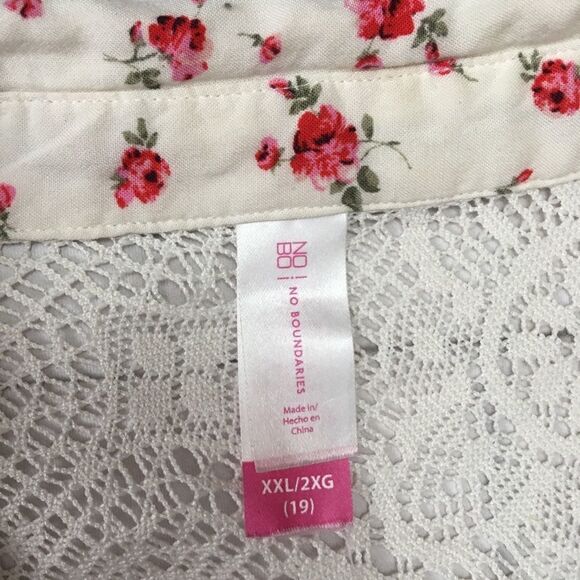 NO
BO
NO BOUNDARIES
Made in/
Hecho en
China
XXL/2XG
(19)